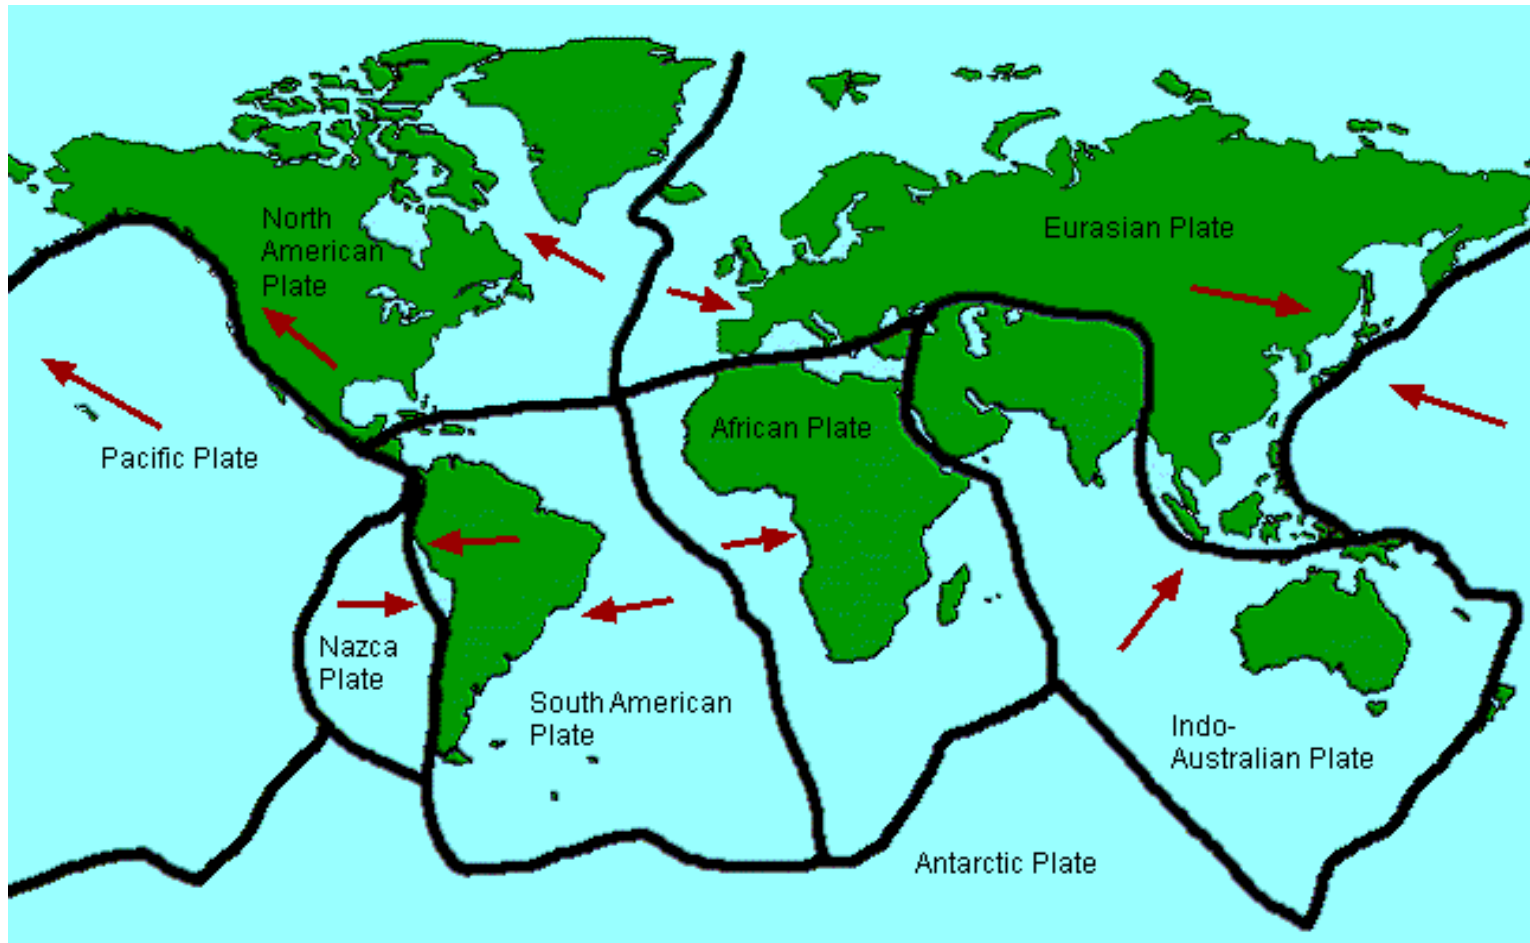 North
American
Plate
Eurasian Plate
Pacific Plate
African Plate
Nazca
Plate
South American
Plate
Indo-
Australian Plate
Antarctic Plate